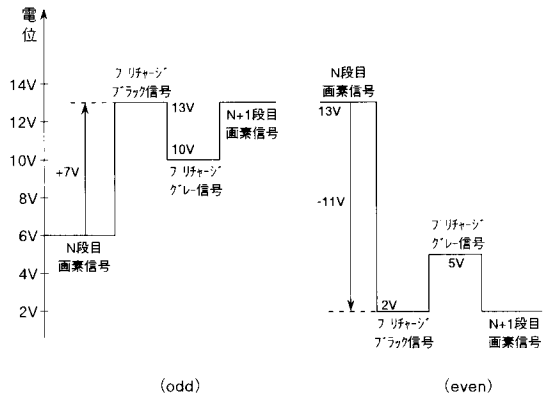 電
位
14V
12V
10V
8V
6V
4V
2V
+7V
N段目
画素信号
プリチャージ
ブラック信号
13V
10V
プリチャージ
グレー信号
N+1段目
画素信号
(odd)
N段目
画素信号
13V
-11V
2V
プリチャージ
ブラック信号
プリチャージ
グレー信号
5V
N+1段目
画素信号
(even)